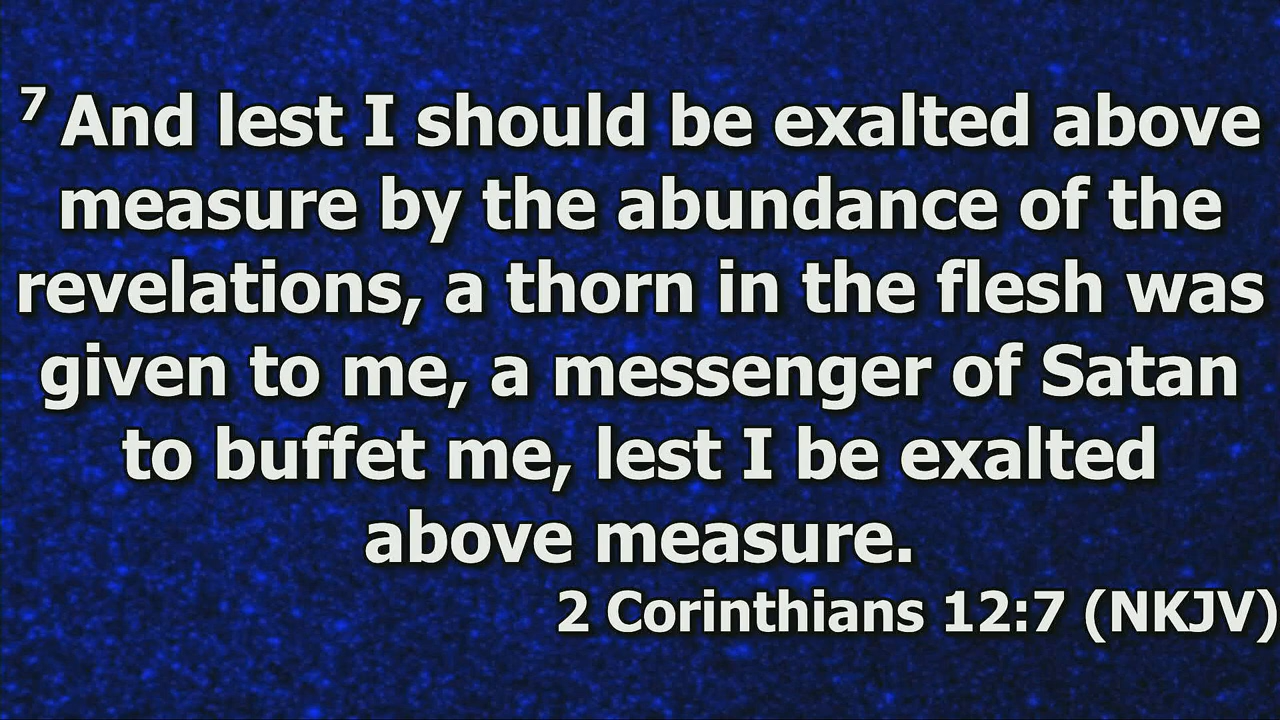 7 And lest I should be exalted above
measure by the abundance of the
revelations, a thorn in the flesh was
given to me, a messenger of Satan
to buffet me, lest I be exalted
above measure.
2 Corinthians 12:7 (NKJV)